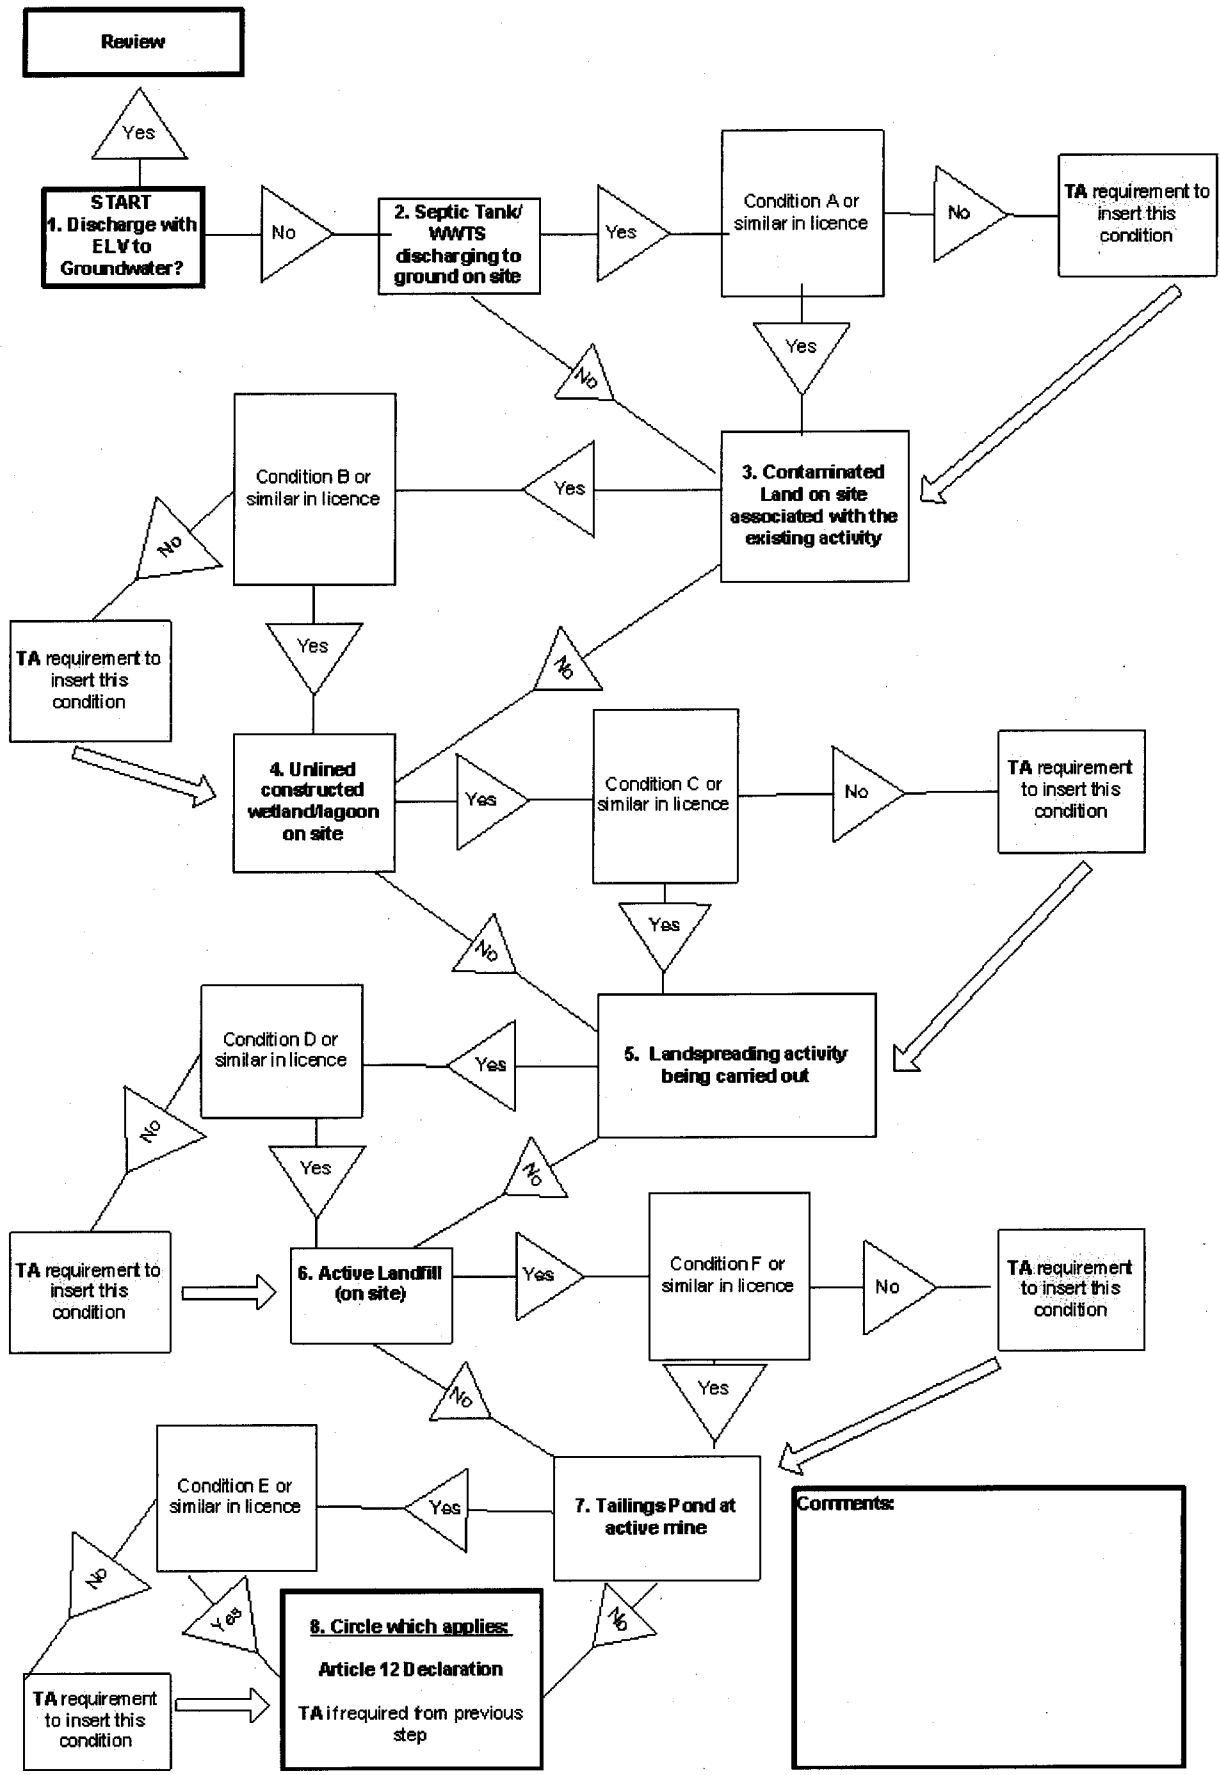 Review
Yes
START
1. Discharge with
ELV to
Groundwater?
No
2. Septic Tank/
WWTS
discharging to
ground on site
Yes
Condition A or
similar in licence
No
TA requirement to
insert this
condition
Yes
No
3. Contaminated
Land on site
associated with the
existing activity
Yes
Condition B or
similar in licence
No
TA requirement to
insert this
condition
Yes
No
4. Unlined
constructed
wetland/lagoon
on site
Yes
Condition C or
similar in licence
No
TA requirement
to insert this
condition
Yes
No
5. Landspreading activity
being carried out
Yes
Condition D or
similar in licence
No
TA requirement to
insert this
condition
Yes
No
6. Active Landfill
(on site)
Yes
Condition F or
similar in licence
No
TA requirement
to insert this
condition
Yes
No
7. Tailings Pond at
active mine
Yes
Condition E or
similar in licence
No
TA requirement
to insert this
condition
Yes
No
8. Circle which applies:
Article 12 Declaration
TA if required from previous
step
Comments: